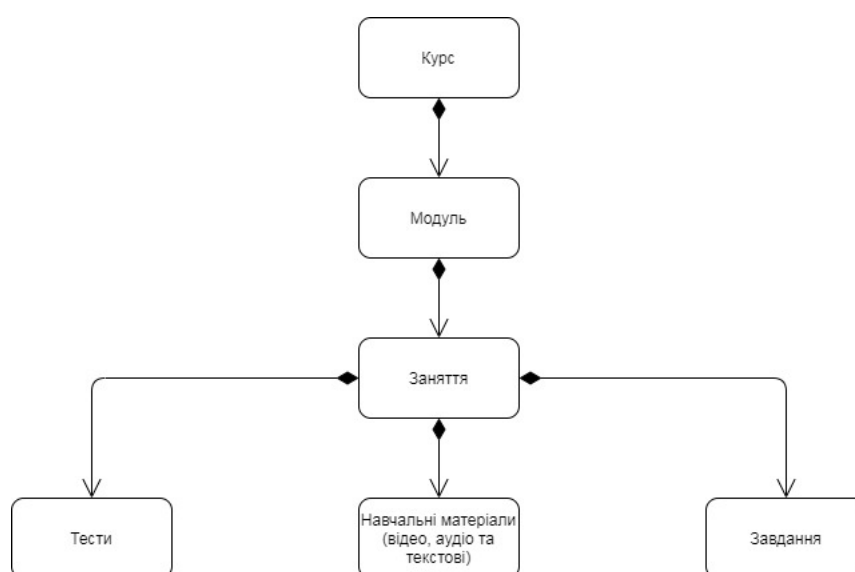 Курс
Модуль
Заняття
Тести
Навчальні матеріали
(відео, аудіо та
текстові)
Завдання